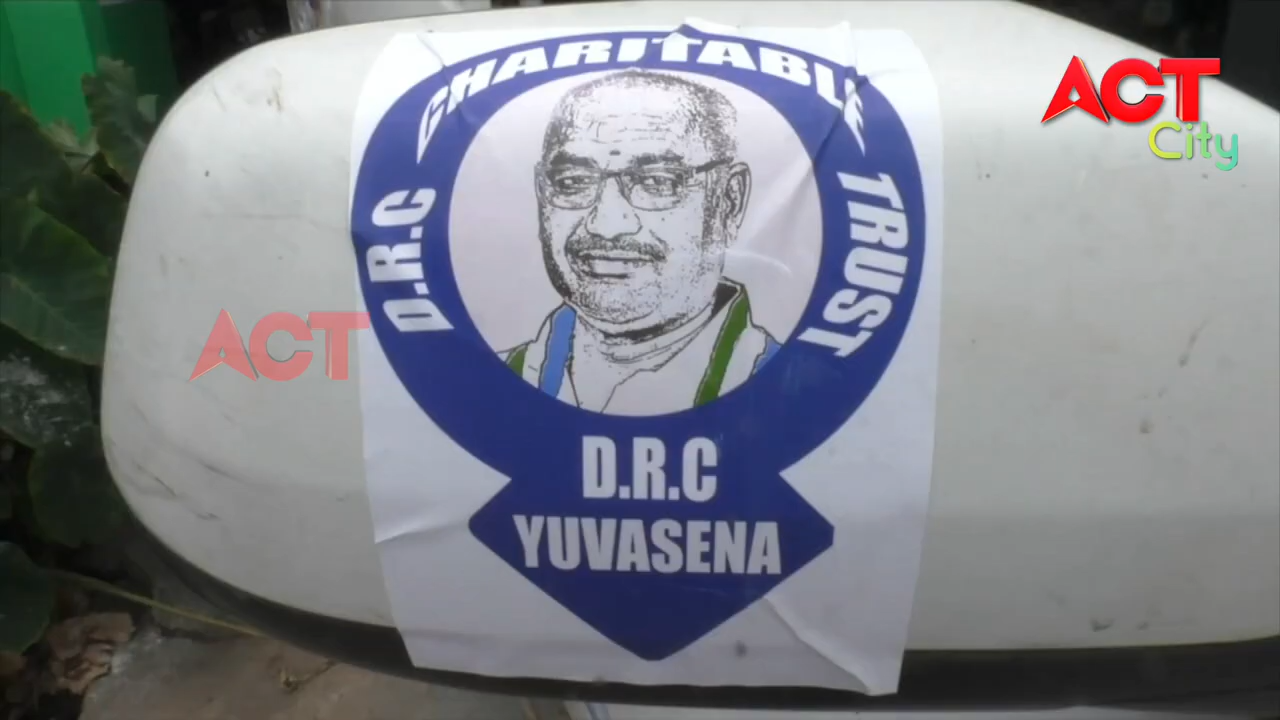 D.R.C CHARITABLE TRUST
D.R.C
YUVASENA
ACT
City
ACT